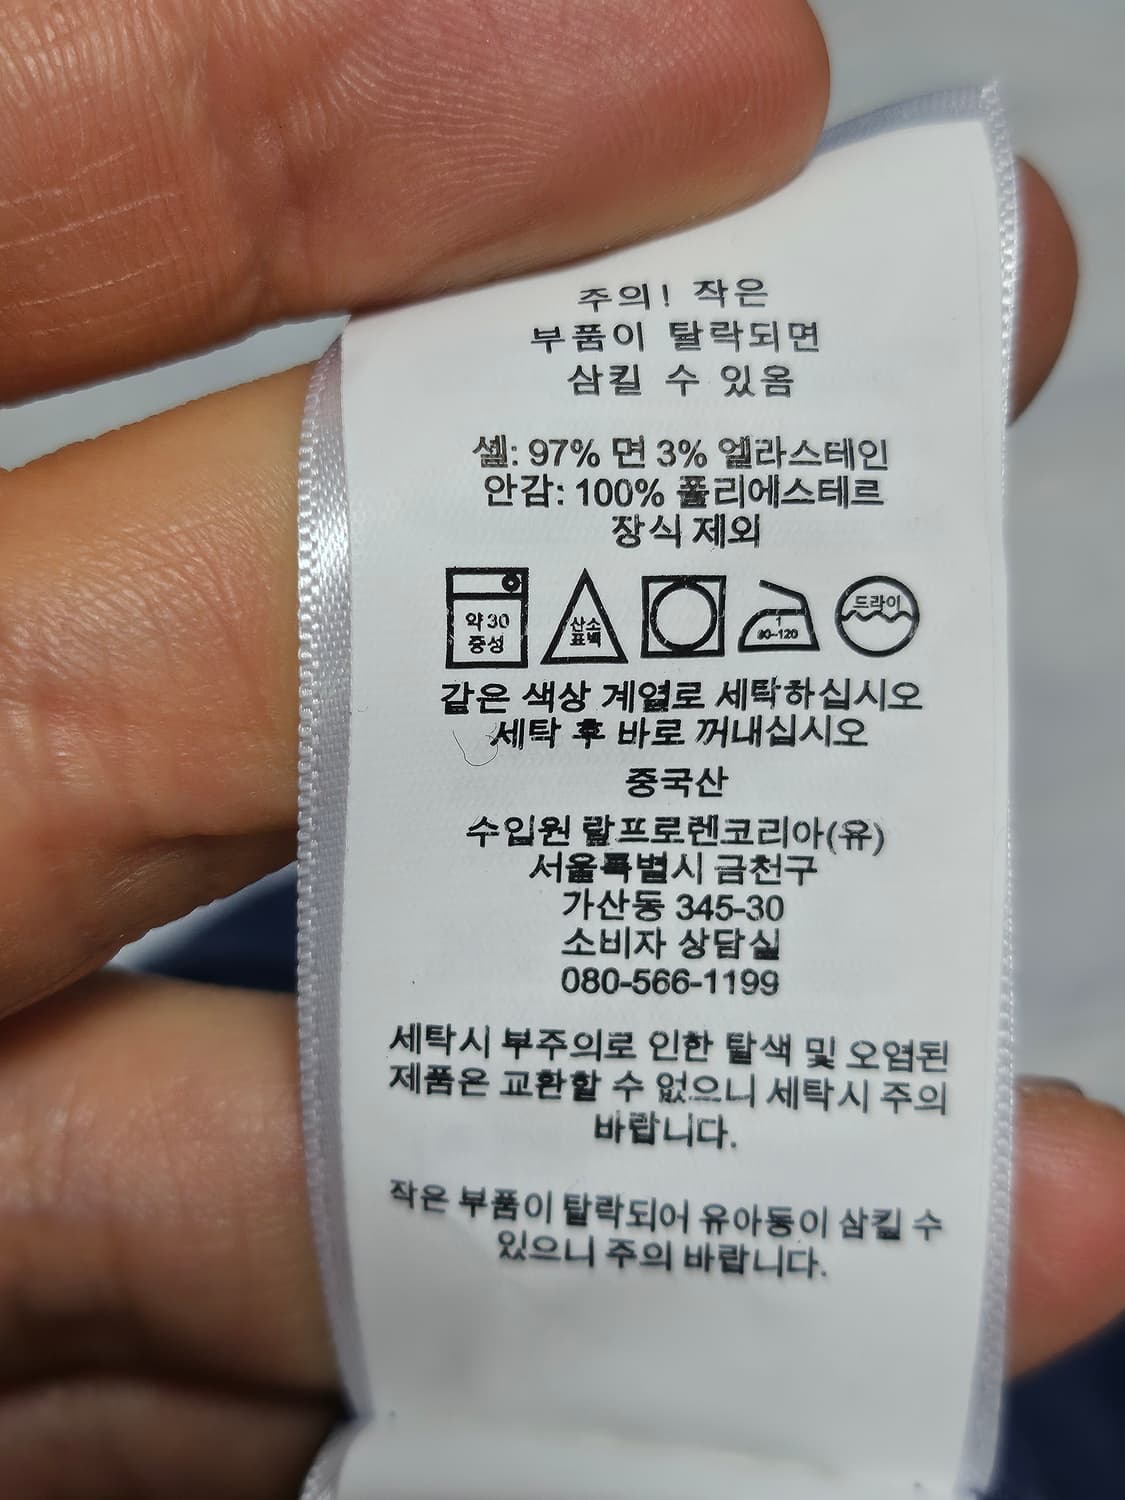 주의! 작은
부품이 탈락되면
삼킬 수 있옴
셸: 97% 면 3% 엘라스테인
안감: 100% 폴리에스테르
장식 제외
약 30
중성
산소
표백
80~120
드라이
같은 색상 계열로 세탁하십시오
세탁 후 바로 꺼내십시오
중국산
수입원 랄프로렌코리아(유)
서울특별시 금천구
가산동 345-30
소비자 상담실
080-566-1199
세탁시 부주의로 인한 탈색 및 오염된
제품은 교환할 수 없으니 세탁시 주의
바랍니다.
작은 부품이 탈락되어 유아동이 삼킬 수
있으니 주의 바랍니다.